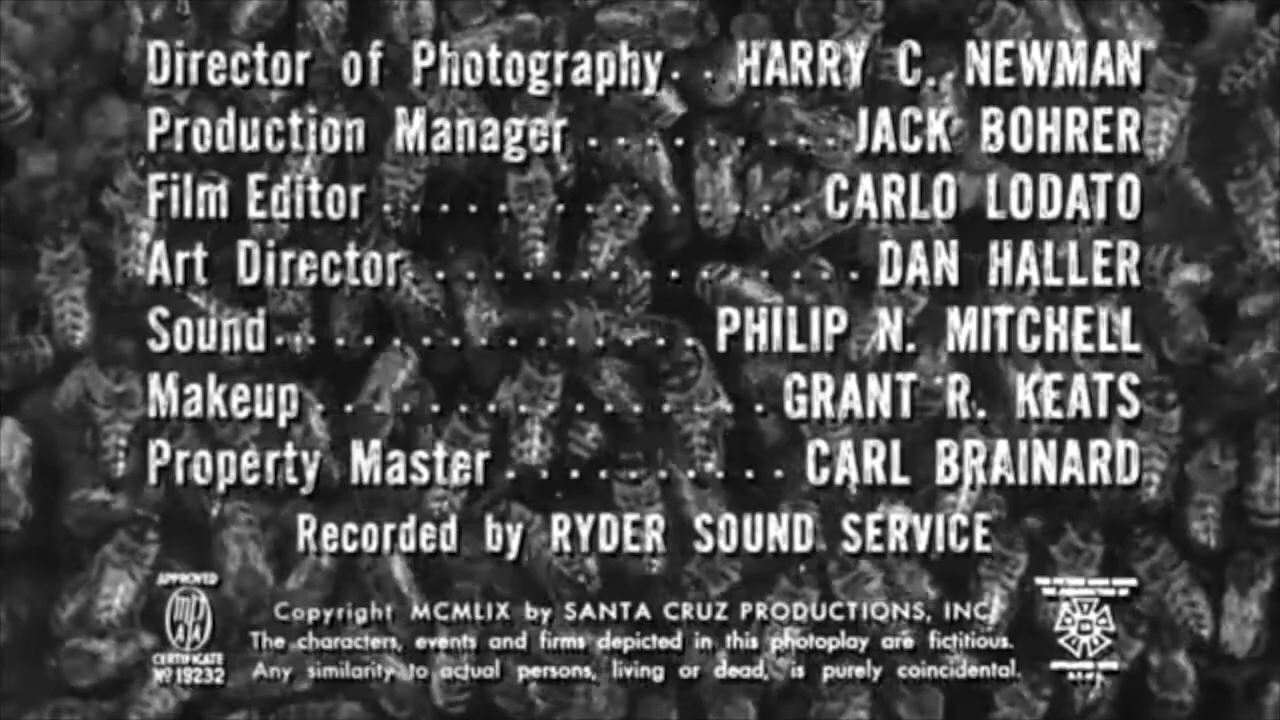 Director of Photography . . HARRY C. NEWMAN
Production Manager . . . . . . . . . JACK BOHRER
Film Editor . . . . . . . . . . . . . . . CARLO LODATO
Art Director . . . . . . . . . . . . . . . . DAN HALLER
Sound . . . . . . . . . . . . . . . PHILIP N. MITCHELL
Makeup . . . . . . . . . . . . . . . . GRANT R. KEATS
Property Master . . . . . . . . . . . CARL BRAINARD
Recorded by RYDER SOUND SERVICE
APPROVED
MPAA
CERTIFICATE
Nº 19232
Copyright MCMLIX by SANTA CRUZ PRODUCTIONS, INC.
The characters, events and firms depicted in this photoplay are fictitious.
Any similarity to actual persons, living or dead, is purely coincidental.